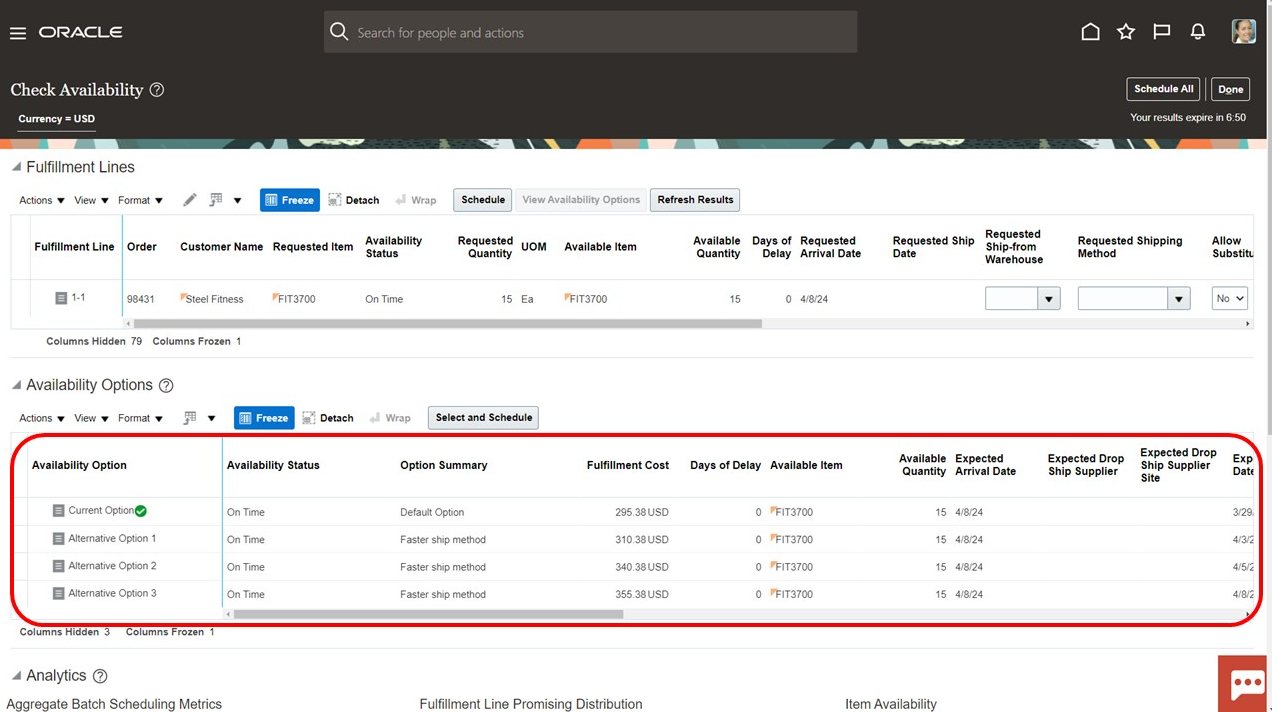 ORACLE
Search for people and actions
Check Availability
Schedule All
Done
Currency = USD
Your results expire in 6:50
Fulfillment Lines
Actions View Format Freeze Detach Wrap Schedule View Availability Options Refresh Results
Fulfillment Line Order Customer Name Requested Item Availability Status Requested Quantity UOM Available Item Available Quantity Days of Delay Requested Arrival Date Requested Ship Date Requested Ship-from Warehouse Requested Shipping Method Allow Substitu
1-1 98431 Steel Fitness FIT3700 On Time 15 Ea FIT3700 15 0 4/8/24 No
Columns Hidden 79 Columns Frozen 1
Availability Options
Actions View Format Freeze Detach Wrap Select and Schedule
Availability Option Availability Status Option Summary Fulfillment Cost Days of Delay Available Item Available Quantity Expected Arrival Date Expected Drop Ship Supplier Expected Drop Ship Supplier Site Exp Date
Current Option On Time Default Option 295.38 USD 0 FIT3700 15 4/8/24 3/29/
Alternative Option 1 On Time Faster ship method 310.38 USD 0 FIT3700 15 4/8/24 4/3/2
Alternative Option 2 On Time Faster ship method 340.38 USD 0 FIT3700 15 4/8/24 4/5/2
Alternative Option 3 On Time Faster ship method 355.38 USD 0 FIT3700 15 4/8/24 4/8/2
Columns Hidden 3 Columns Frozen 1
Analytics
Aggregate Batch Scheduling Metrics
Fulfillment Line Promising Distribution
Item Availability